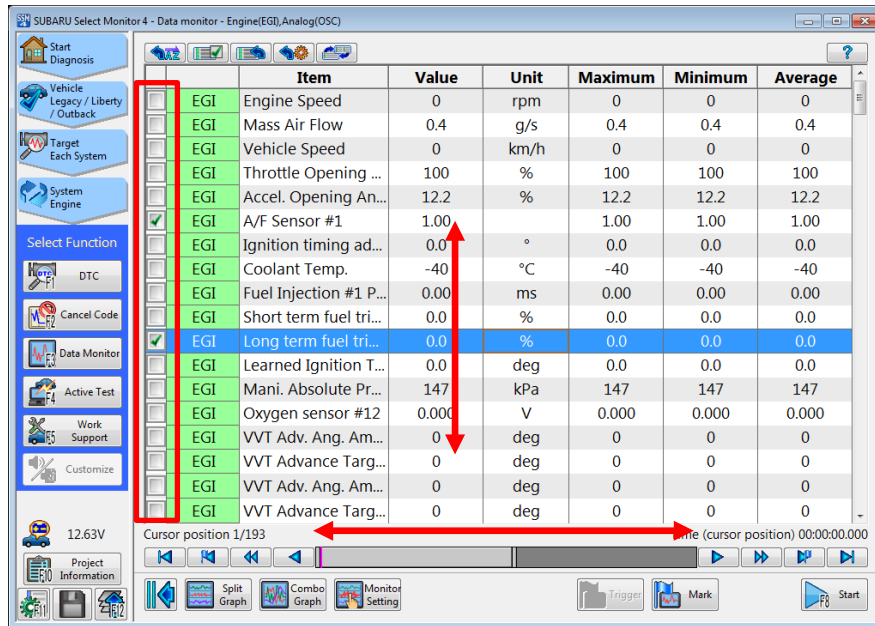 SUBARU Select Monitor 4 - Data monitor - Engine(EGI),Analog(OSC)
Start
Diagnosis
Vehicle
Legacy / Liberty
/ Outback
Target
Each System
System
Engine
Select Function
F1 DTC
F2 Cancel Code
F3 Data Monitor
F4 Active Test
F5 Work
Support
Customize
12.63V
F10 Project
Information
F11 F12
Item Value Unit Maximum Minimum Average
EGI Engine Speed 0 rpm 0 0 0
EGI Mass Air Flow 0.4 g/s 0.4 0.4 0.4
EGI Vehicle Speed 0 km/h 0 0 0
EGI Throttle Opening ... 100 % 100 100 100
EGI Accel. Opening An... 12.2 % 12.2 12.2 12.2
EGI A/F Sensor #1 1.00 1.00 1.00 1.00
EGI Ignition timing ad... 0.0 ° 0.0 0.0 0.0
EGI Coolant Temp. -40 °C -40 -40 -40
EGI Fuel Injection #1 P... 0.00 ms 0.00 0.00 0.00
EGI Short term fuel tri... 0.0 % 0.0 0.0 0.0
EGI Long term fuel tri... 0.0 % 0.0 0.0 0.0
EGI Learned Ignition T... 0.0 deg 0.0 0.0 0.0
EGI Mani. Absolute Pr... 147 kPa 147 147 147
EGI Oxygen sensor #12 0.000 V 0.000 0.000 0.000
EGI VVT Adv. Ang. Am... 0 deg 0 0 0
EGI VVT Advance Targ... 0 deg 0 0 0
EGI VVT Adv. Ang. Am... 0 deg 0 0 0
EGI VVT Advance Targ... 0 deg 0 0 0
Cursor position 1/193 (cursor position) 00:00:00.000
Split
Graph
Combo
Graph
Monitor
Setting
Trigger
Mark
F8 Start